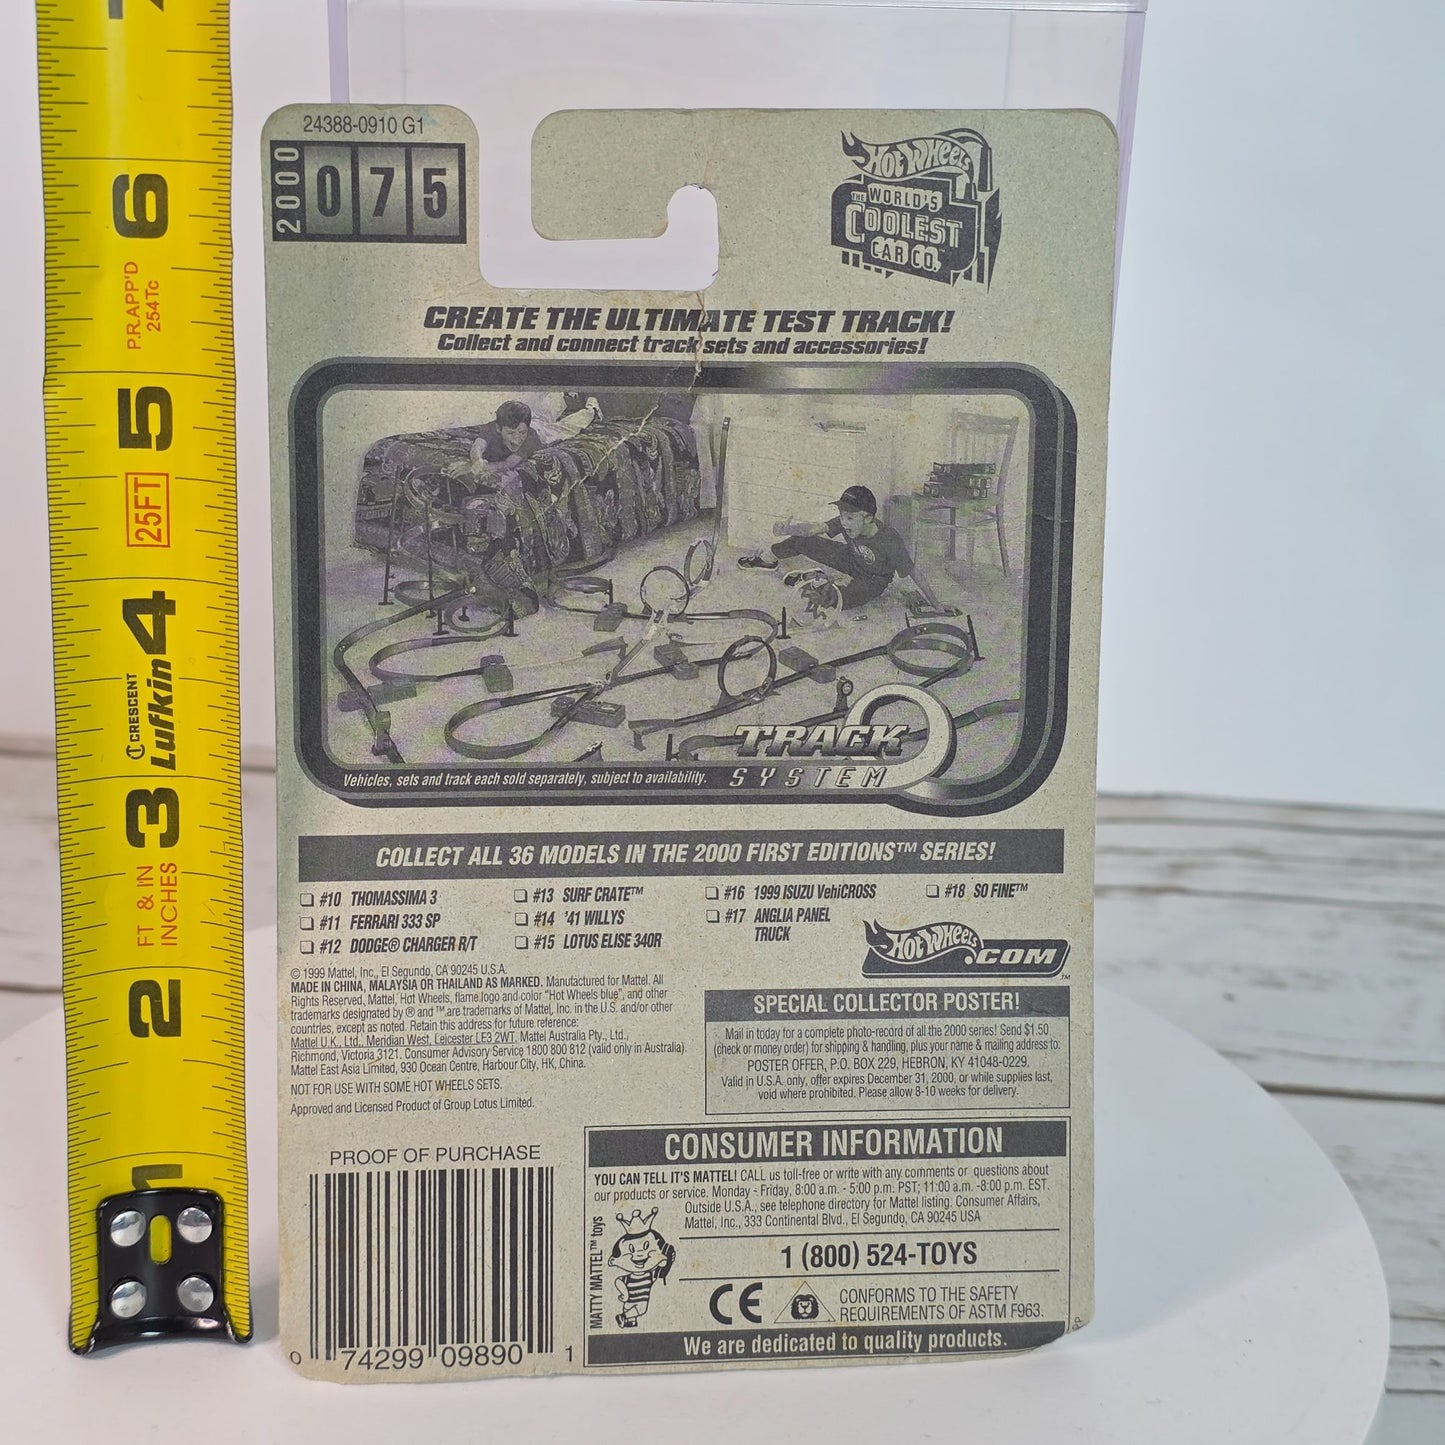 7
6
P.R.APP'D
254Tc
5
25FT
4
CRESCENT
Lufkin
3
FT & IN
INCHES
2
1
24388-0910 G1
2000
075
HOT WHEELS
THE WORLD'S
COOLEST
CAR CO.™
CREATE THE ULTIMATE TEST TRACK!
Collect and connect track sets and accessories!
TRACK
SYSTEM
Vehicles, sets and track each sold separately, subject to availability.
COLLECT ALL 36 MODELS IN THE 2000 FIRST EDITIONS™ SERIES!
#10 THOMASSIMA 3
#11 FERRARI 333 SP
#12 DODGE® CHARGER R/T
#13 SURF CRATE™
#14 '41 WILLYS
#15 LOTUS ELISE 340R
#16 1999 ISUZU VehiCROSS
#17 ANGLIA PANEL
TRUCK
#18 SO FINE™
HOT WHEELS.COM™
© 1999 Mattel, Inc., El Segundo, CA 90245 U.S.A.
MADE IN CHINA, MALAYSIA OR THAILAND AS MARKED. Manufactured for Mattel. All
Rights Reserved, Mattel, Hot Wheels, flame logo and color "Hot Wheels blue", and other
trademarks designated by ® and ™ are trademarks of Mattel, Inc. in the U.S. and/or other
countries, except as noted. Retain this address for future reference:
Mattel U.K., Ltd., Meridian West, Leicester LE3 2WT. Mattel Australia Pty., Ltd.,
Richmond, Victoria 3121. Consumer Advisory Service 1800 800 812 (valid only in Australia).
Mattel East Asia Limited, 930 Ocean Centre, Harbour City, HK, China.
NOT FOR USE WITH SOME HOT WHEELS SETS.
Approved and Licensed Product of Group Lotus Limited.
SPECIAL COLLECTOR POSTER!
Mail in today for a complete photo-record of all the 2000 series! Send $1.50
(check or money order) for shipping & handling, plus your name & mailing address to:
POSTER OFFER, P.O. BOX 229, HEBRON, KY 41048-0229.
Valid in U.S.A. only, offer expires December 31, 2000, or while supplies last,
void where prohibited. Please allow 8-10 weeks for delivery.
PROOF OF PURCHASE
0 74299 09890 1
CONSUMER INFORMATION
YOU CAN TELL IT'S MATTEL! CALL us toll-free or write with any comments or questions about
our products or service. Monday - Friday, 8:00 a.m. - 5:00 p.m. PST; 11:00 a.m. -8:00 p.m. EST.
Outside U.S.A., see telephone directory for Mattel listing. Consumer Affairs,
Mattel, Inc., 333 Continental Blvd., El Segundo, CA 90245 USA
MATTY MATTEL™ toys
1 (800) 524-TOYS
CE
CONFORMS TO THE SAFETY
REQUIREMENTS OF ASTM F963.
We are dedicated to quality products.